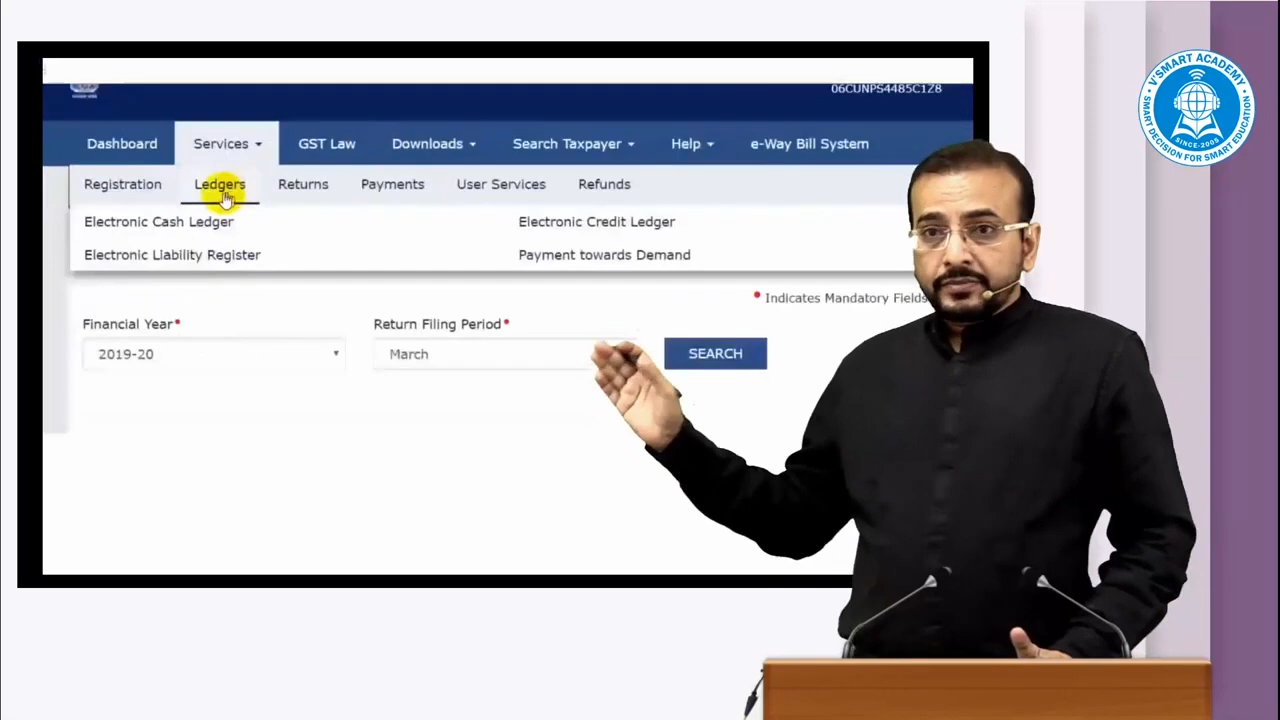 06CUNPS4485C1Z8
Dashboard Services GST Law Downloads Search Taxpayer Help e-Way Bill System
Registration Ledgers Returns Payments User Services Refunds
Electronic Cash Ledger Electronic Credit Ledger
Electronic Liability Register Payment towards Demand
• Indicates Mandatory Fields
Financial Year• Return Filing Period•
2019-20 March SEARCH
V'SMART ACADEMY
SINCE-2005
SMART DECISION FOR SMART EDUCATION